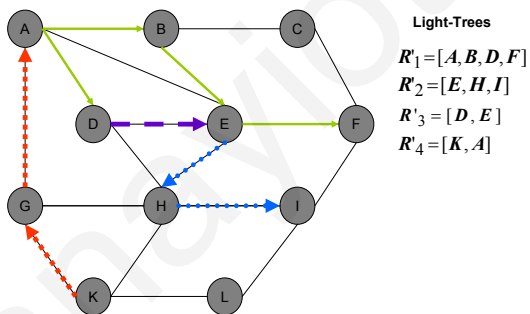 A
B
C
D
E
F
G
H
I
K
L
Light-Trees
R'1=[A,B,D,F]
R'2=[E,H,I]
R'3=[D,E]
R'4=[K,A]